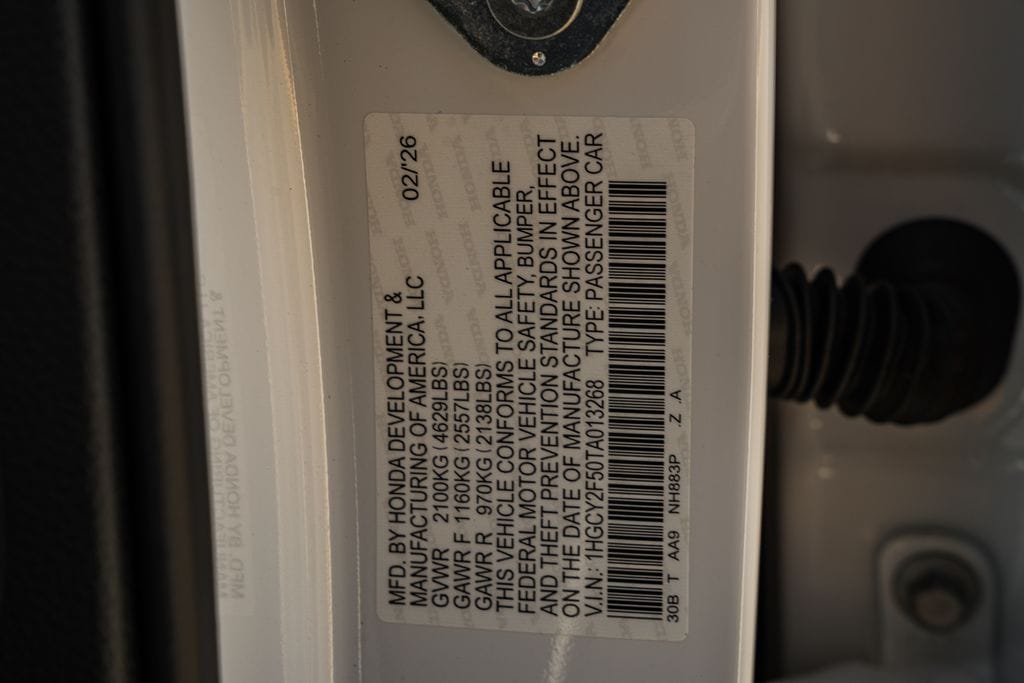 MFD. BY HONDA DEVELOPMENT & 02/'26
MANUFACTURING OF AMERICA, LLC
GVWR 2100KG (4629LBS)
GAWR F 1160KG (2557LBS)
GAWR R 970KG (2138LBS)
THIS VEHICLE CONFORMS TO ALL APPLICABLE
FEDERAL MOTOR VEHICLE SAFETY, BUMPER,
AND THEFT PREVENTION STANDARDS IN EFFECT
ON THE DATE OF MANUFACTURE SHOWN ABOVE.
V.I.N.: 1HGCY2F50TA013268 TYPE: PASSENGER CAR
30B T AA9 NH883P .Z .A